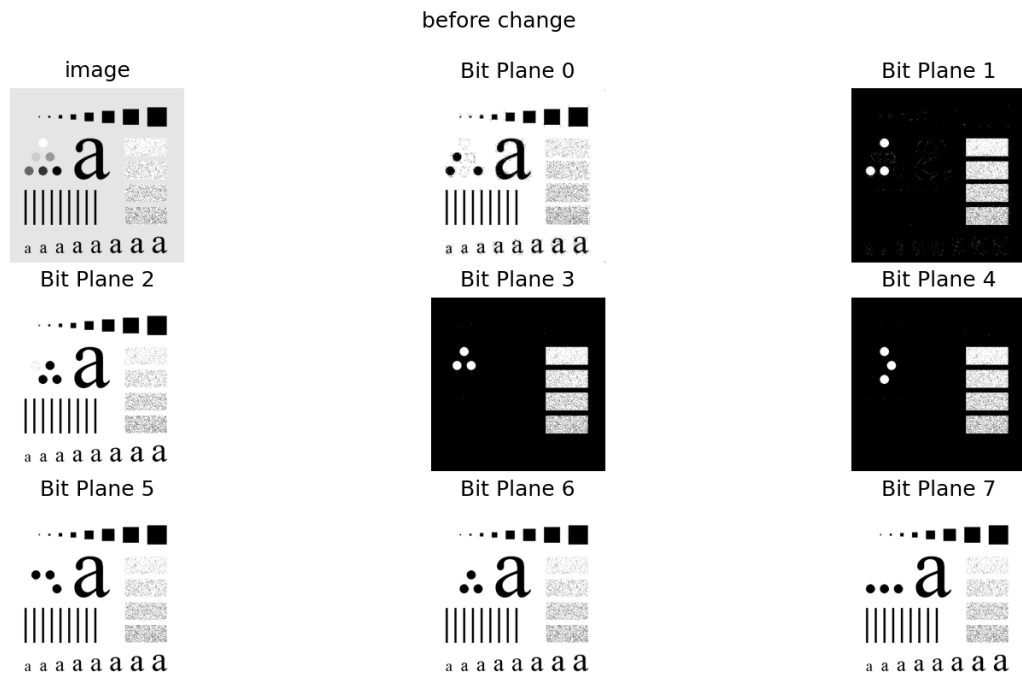 before change
image
Bit Plane 0
Bit Plane 1
a
a
a a a a a a a a
a a a a a a a a
Bit Plane 2
Bit Plane 3
Bit Plane 4
a
a a a a a a a a
Bit Plane 5
Bit Plane 6
Bit Plane 7
a
a
a
a a a a a a a a
a a a a a a a a
a a a a a a a a